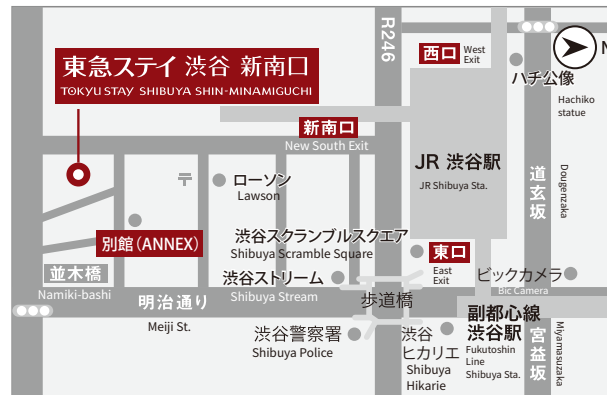 R246
西口
West
Exit
N
東急ステイ 渋谷 新南口
TOKYU STAY SHIBUYA SHIN-MINAMIGUCHI
ハチ公像
Hachiko
statue
新南口
New South Exit
JR 渋谷駅
JR Shibuya Sta.
道玄坂
Dougenzaka
〒
ローソン
Lawson
別館（ANNEX）
渋谷スクランブルスクエア
Shibuya Scramble Square
東口
East
Exit
並木橋
Namiki-bashi
渋谷ストリーム
Shibuya Stream
ビックカメラ
Bic Camera
明治通り
Meiji St.
歩道橋
副都心線
渋谷駅
Fukutoshin
Line
Shibuya Sta.
宮益坂
Miyamasuzaka
渋谷警察署
Shibuya Police
渋谷
ヒカリエ
Shibuya
Hikarie